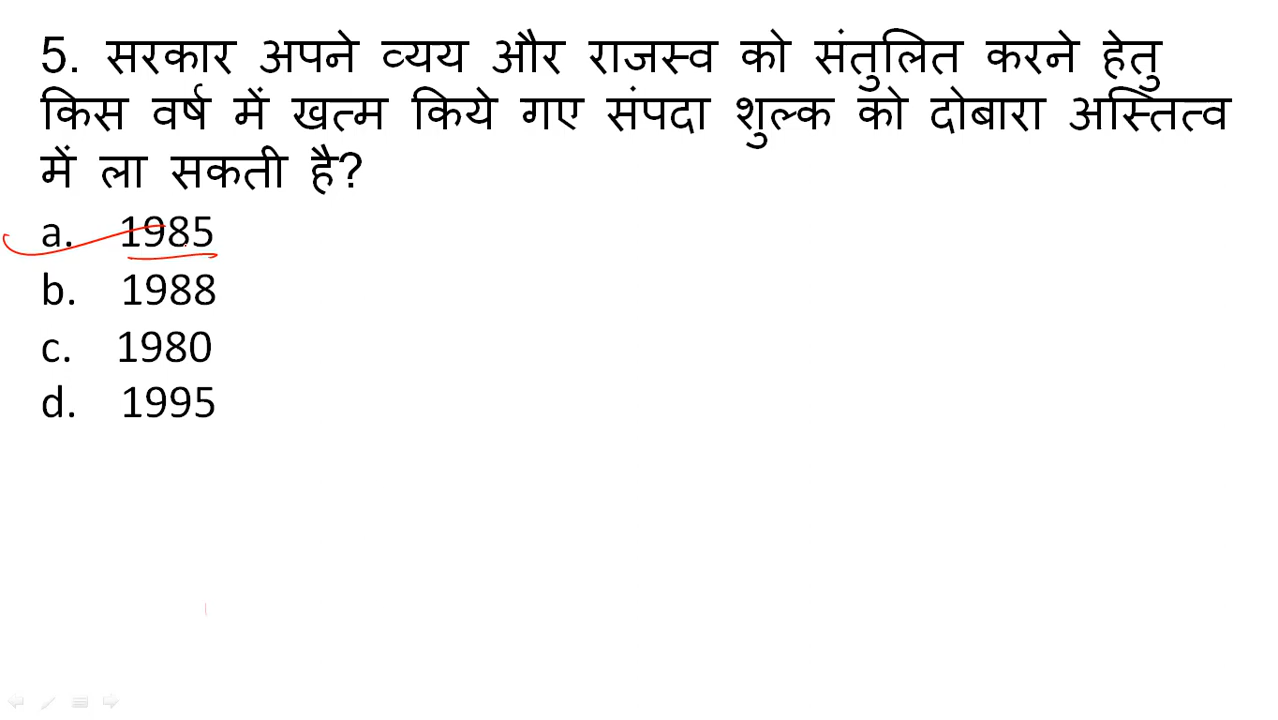 5. सरकार अपने व्यय और राजस्व को संतुलित करने हेतु
किस वर्ष में खत्म किये गए संपदा शुल्क को दोबारा अस्तित्व
में ला सकती है?
a. 1985
b. 1988
c. 1980
d. 1995